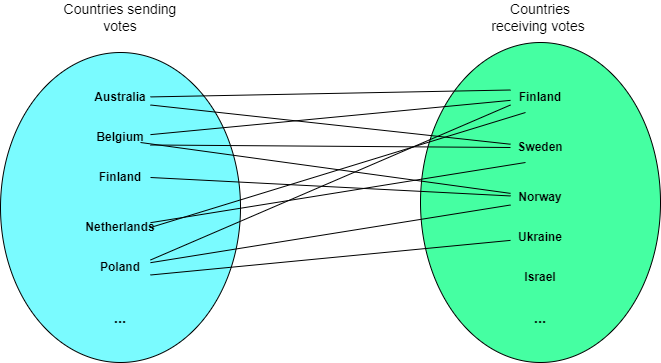 Countries sending
votes
Countries
receiving votes
Australia
Belgium
Finland
Netherlands
Poland
...
Finland
Sweden
Norway
Ukraine
Israel
...